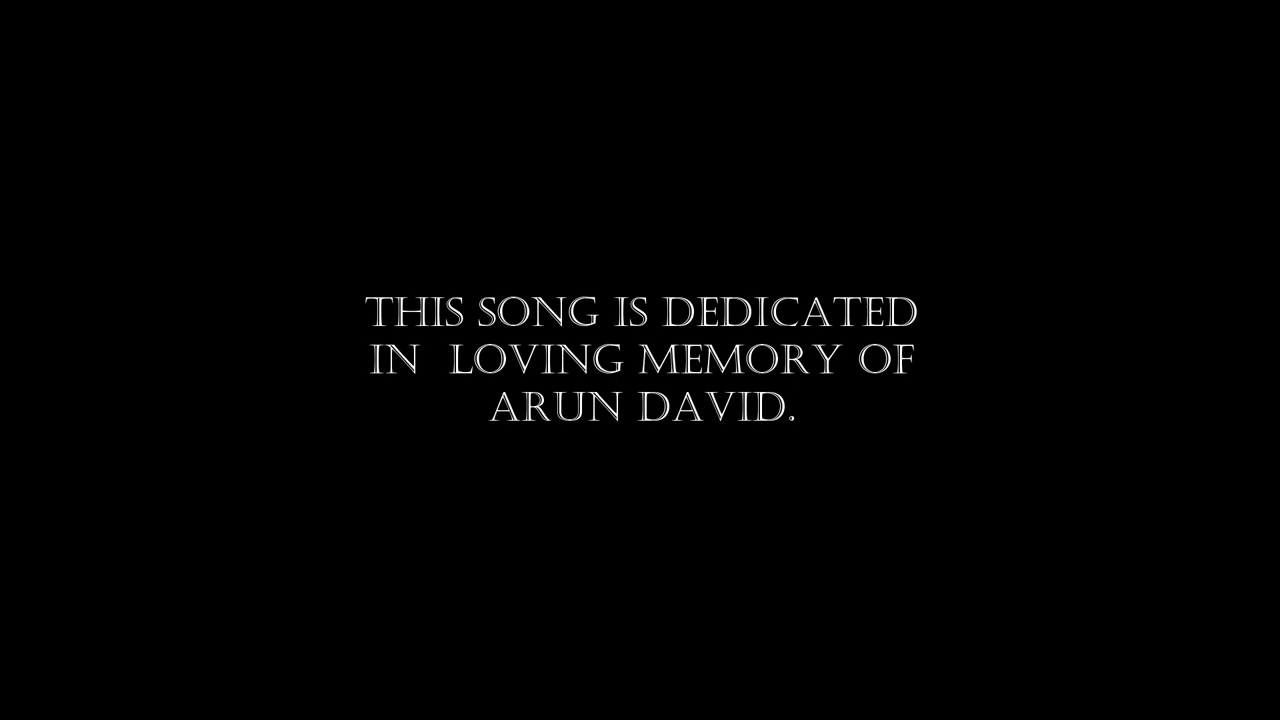 THIS SONG IS DEDICATED
IN  LOVING MEMORY OF
ARUN DAVID.